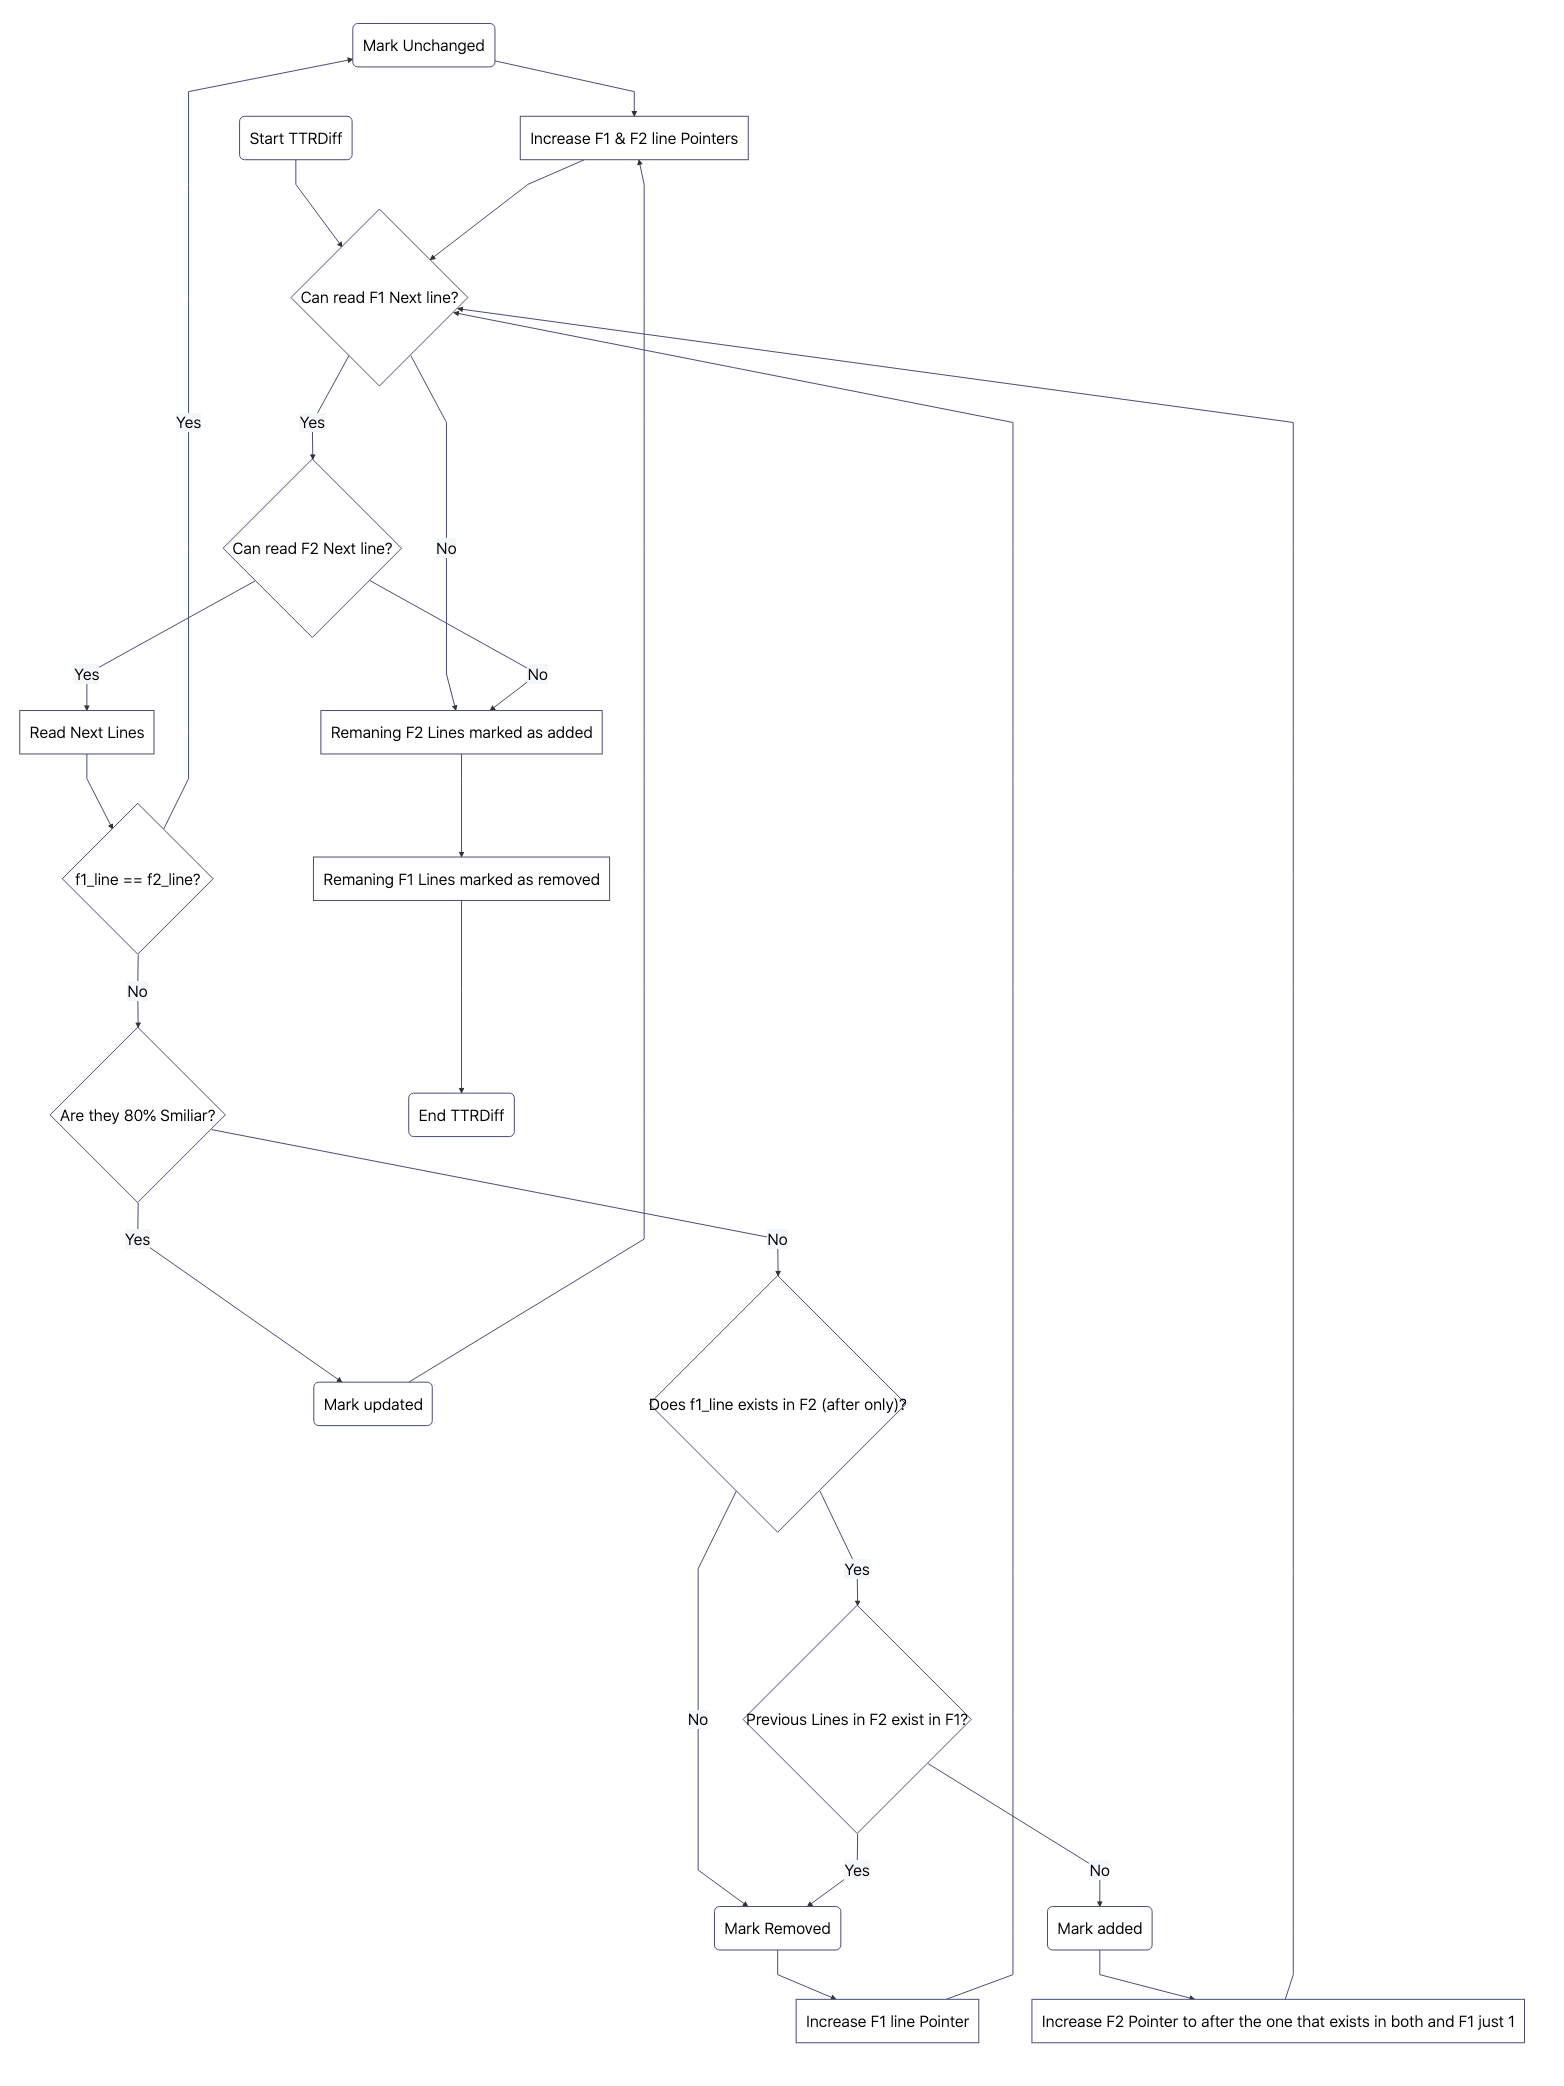 Mark Unchanged
Start TTRDiff
Increase F1 & F2 line Pointers
Can read F1 Next line?
Yes
Yes
Can read F2 Next line?
No
Yes
No
Read Next Lines
Remaning F2 Lines marked as added
f1_line == f2_line?
Remaning F1 Lines marked as removed
No
Are they 80% Smiliar?
End TTRDiff
Yes
No
Mark updated
Does f1_line exists in F2 (after only)?
Yes
No
Previous Lines in F2 exist in F1?
Yes
No
Mark Removed
Mark added
Increase F1 line Pointer
Increase F2 Pointer to after the one that exists in both and F1 just 1